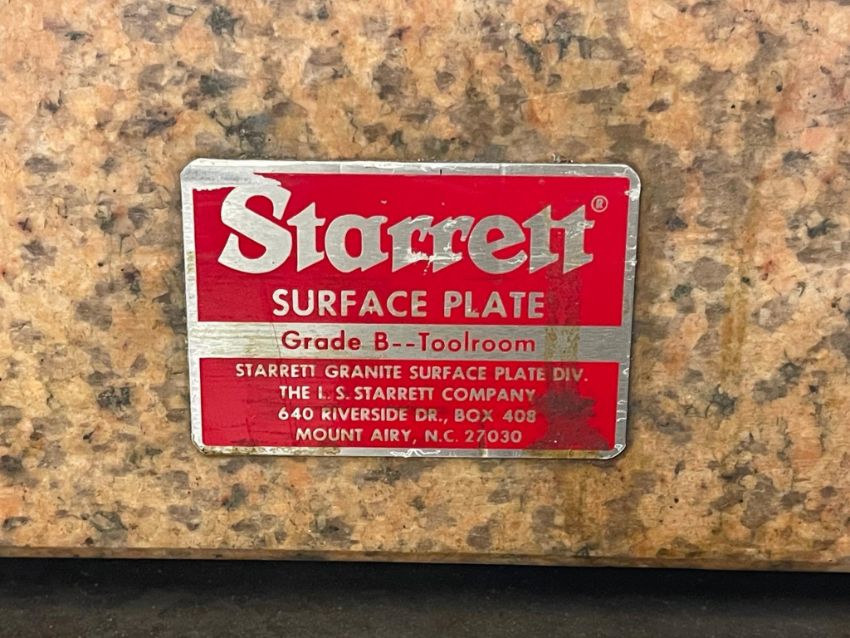 Starrett®
SURFACE PLATE
Grade B--Toolroom
STARRETT GRANITE SURFACE PLATE DIV.
THE L. S. STARRETT COMPANY
640 RIVERSIDE DR., BOX 408
MOUNT AIRY, N.C. 27030